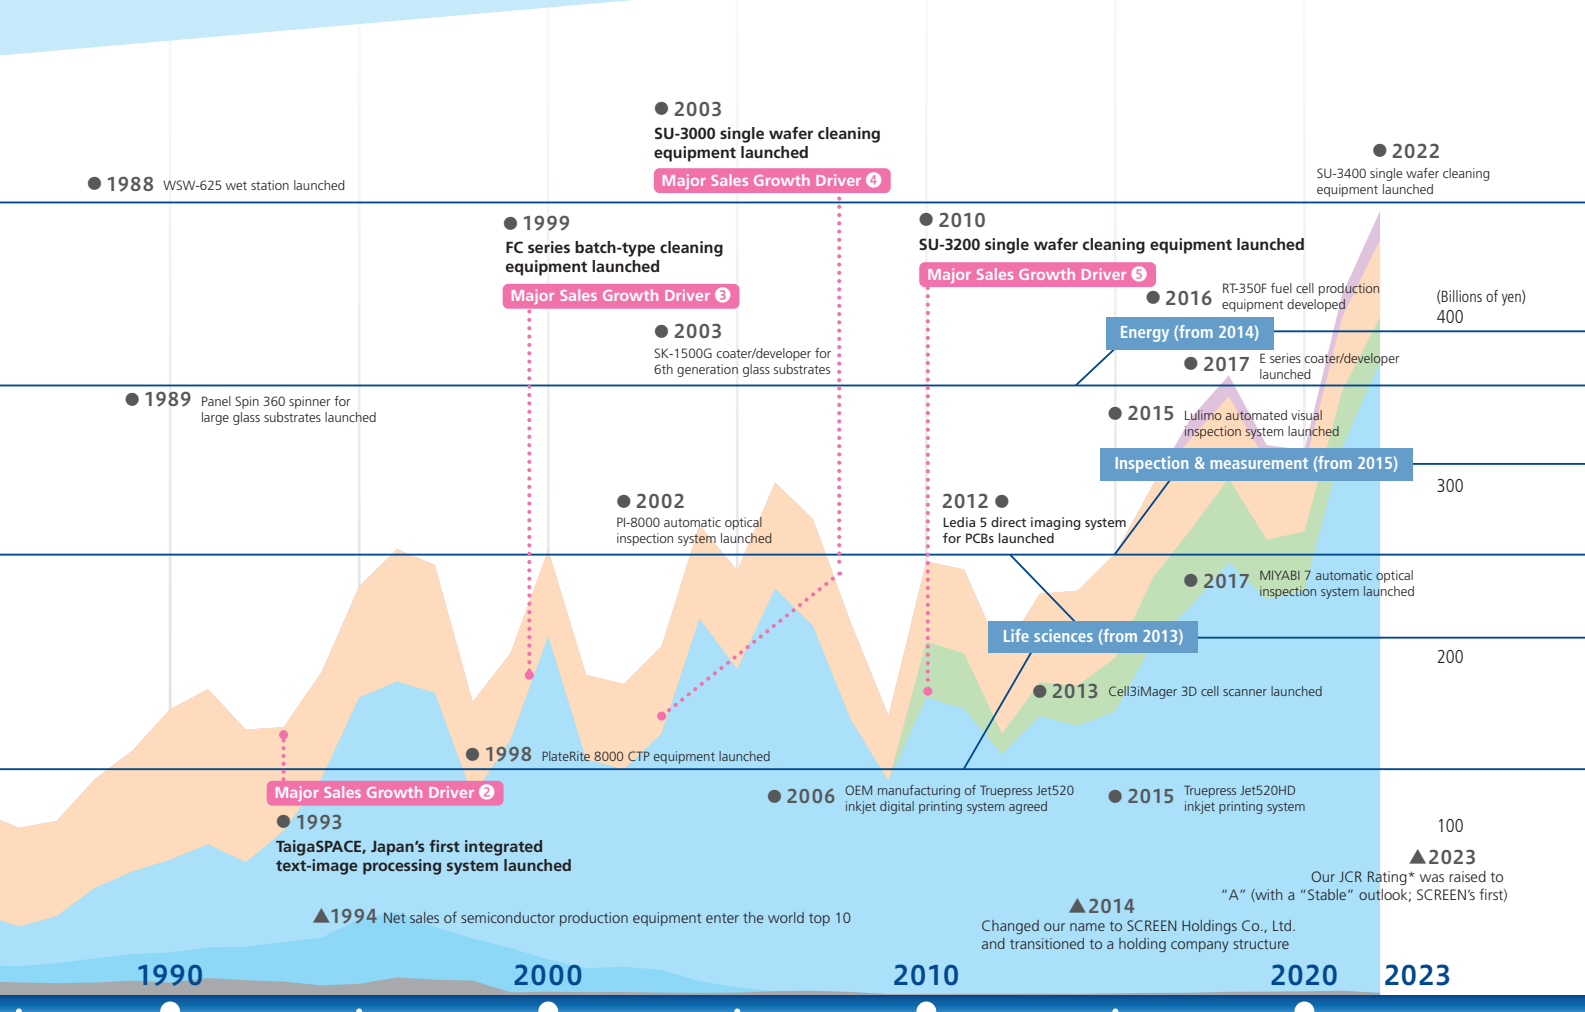 ● 2003
SU-3000 single wafer cleaning
equipment launched
Major Sales Growth Driver ❹
● 2022
SU-3400 single wafer cleaning
equipment launched
● 1988 WSW-625 wet station launched
● 1999
FC series batch-type cleaning
equipment launched
Major Sales Growth Driver ❸
● 2010
SU-3200 single wafer cleaning equipment launched
Major Sales Growth Driver ❺
● 2016 RT-350F fuel cell production
equipment developed
(Billions of yen)
400
● 2003
SK-1500G coater/developer for
6th generation glass substrates
Energy (from 2014)
● 2017 E series coater/developer
launched
● 1989 Panel Spin 360 spinner for
large glass substrates launched
● 2015 Lulimo automated visual
inspection system launched
Inspection & measurement (from 2015)
300
● 2002
PI-8000 automatic optical
inspection system launched
2012 ●
Ledia 5 direct imaging system
for PCBs launched
● 2017 MIYABI 7 automatic optical
inspection system launched
Life sciences (from 2013)
200
● 2013 Cell3iMager 3D cell scanner launched
● 1998 PlateRite 8000 CTP equipment launched
Major Sales Growth Driver ❷
● 1993
TaigaSPACE, Japan’s first integrated
text-image processing system launched
● 2006 OEM manufacturing of Truepress Jet520
inkjet digital printing system agreed
● 2015 Truepress Jet520HD
inkjet printing system
100
▲2023
Our JCR Rating* was raised to
“A” (with a “Stable” outlook; SCREEN’s first)
▲1994 Net sales of semiconductor production equipment enter the world top 10
▲2014
Changed our name to SCREEN Holdings Co., Ltd.
and transitioned to a holding company structure
1990
2000
2010
2020
2023